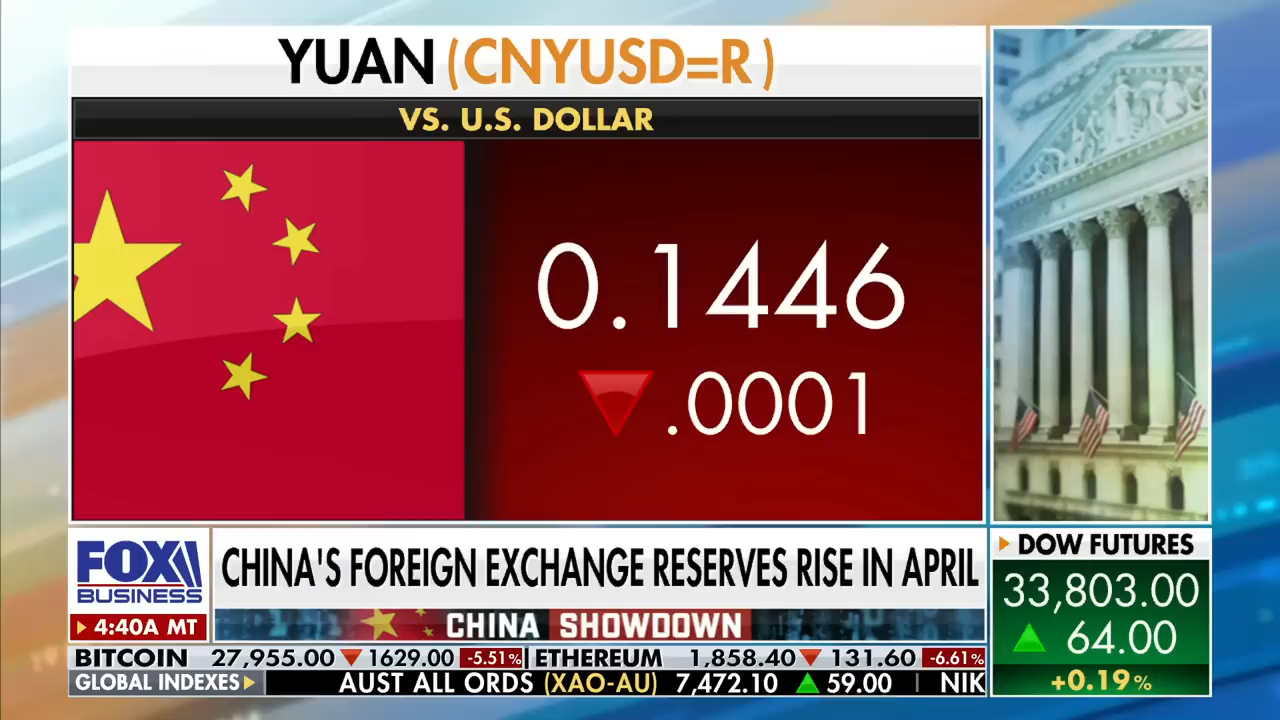 YUAN (CNYUSD=R)
VS. U.S. DOLLAR
0.1446
▼ .0001
FOX BUSINESS
4:40A MT
CHINA'S FOREIGN EXCHANGE RESERVES RISE IN APRIL
CHINA SHOWDOWN
DOW FUTURES
33,803.00
▲ 64.00
+0.19%
BITCOIN 27,955.00 ▼ 1629.00 -5.51% ETHEREUM 1,858.40 ▼ 131.60 -6.61%
GLOBAL INDEXES AUST ALL ORDS (XAO-AU) 7,472.10 ▲ 59.00 | NIK